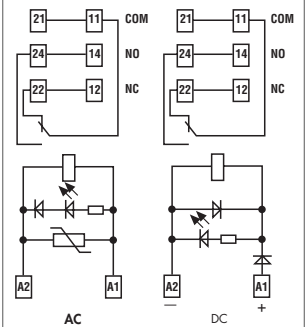 21 11 COM 21 11 COM
24 14 NO 24 14 NO
22 12 NC 22 12 NC
A2 A1 A2 A1
— +
AC DC